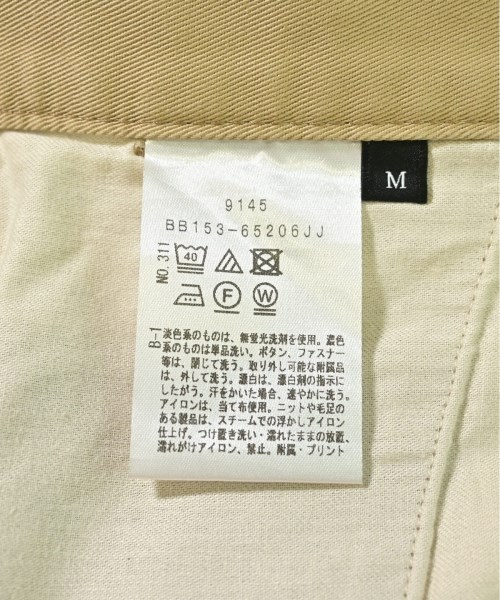 9145
BB153-65206JJ
M
NO.311
40
F
W
B-1
淡色系のものは、無蛍光洗剤を使用。濃色
系のものは単品洗い。ボタン、ファスナー
等は、閉じて洗う。取り外し可能な附属品
は、外して洗う。漂白は、漂白剤の指示に
したがう。汗をかいた場合、速やかに洗う。
アイロンは、当て布使用。ニットや毛足の
ある製品は、スチームでの浮かしアイロン
仕上げ。つけ置き洗い・濡れたままの放置、
濡れがけアイロン、禁止。附属・プリント